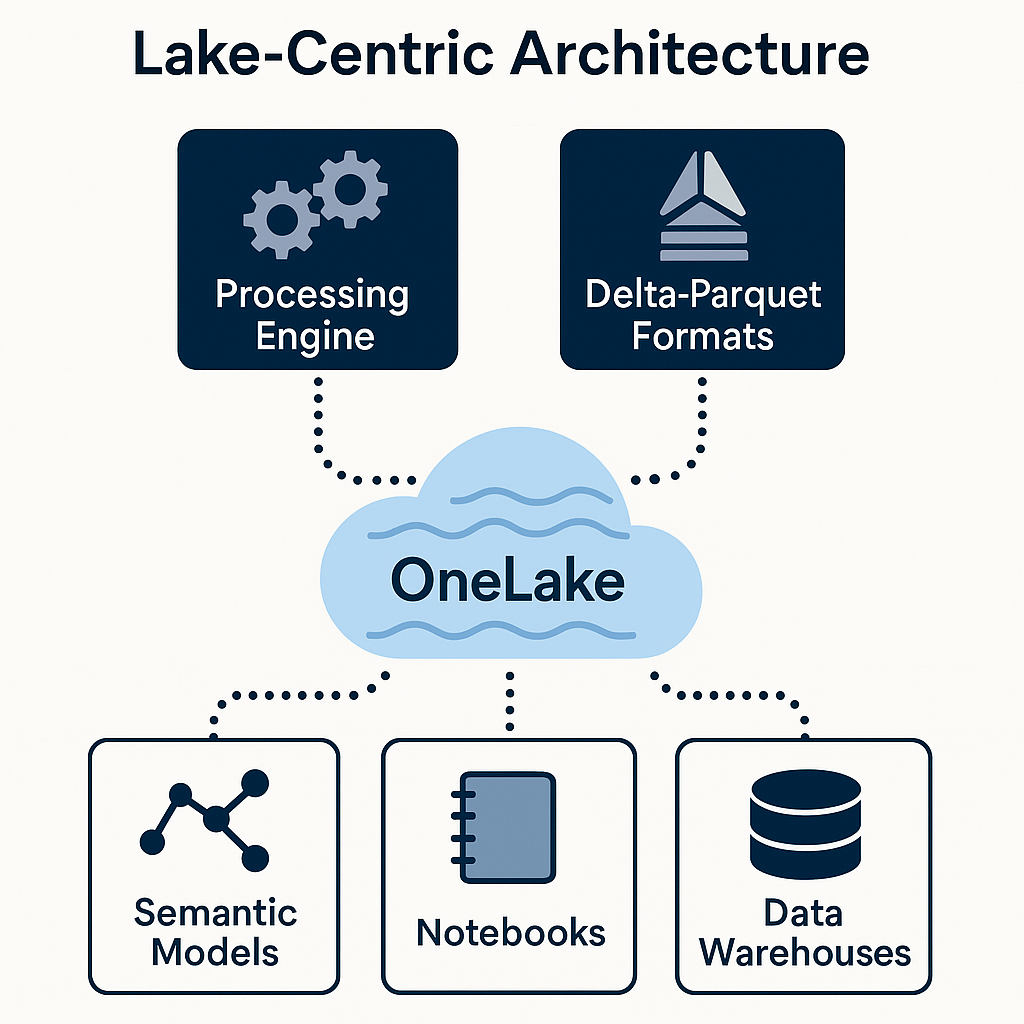 Lake-Centric Architecture
Processing
Engine
Delta-Parquet
Formats
OneLake
Semantic
Models
Notebooks
Data
Warehouses